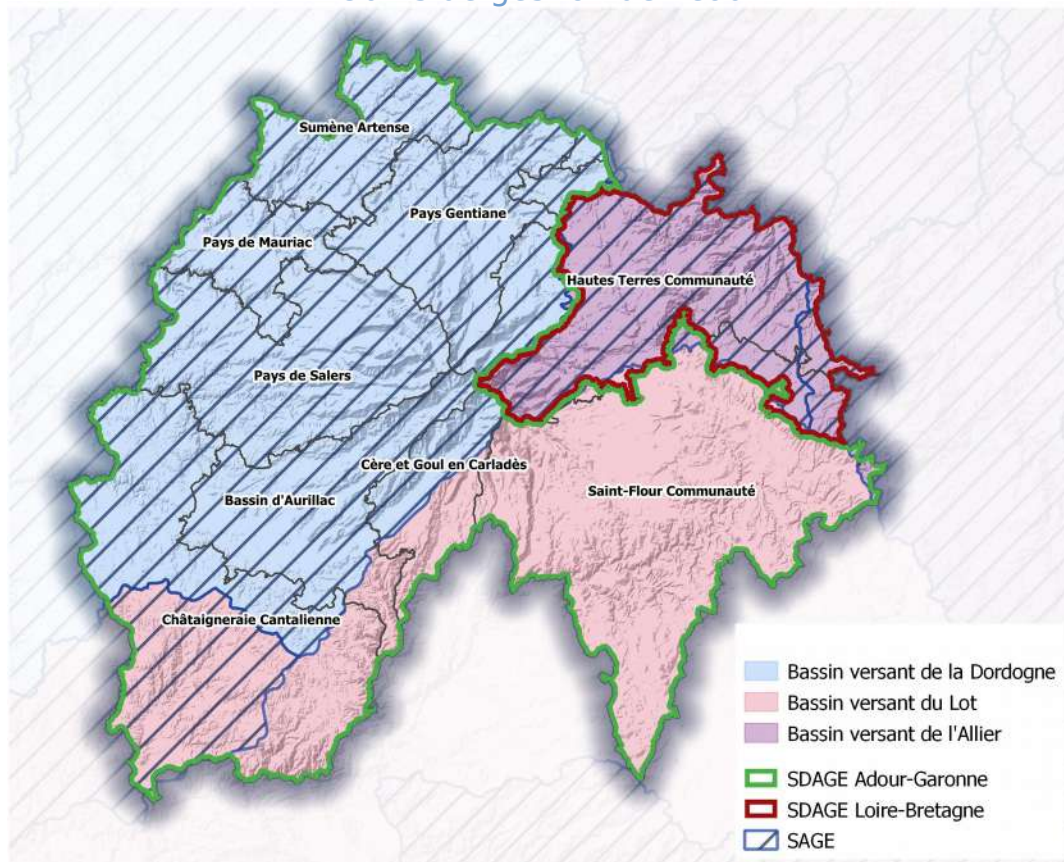 Sumène Artense
Pays Gentiane
Pays de Mauriac
Hautes Terres Communauté
Pays de Salers
Cère et Goul en Carladès
Saint-Flour Communauté
Bassin d'Aurillac
Châtaigneraie Cantalienne
Bassin versant de la Dordogne
Bassin versant du Lot
Bassin versant de l'Allier
SDAGE Adour-Garonne
SDAGE Loire-Bretagne
SAGE